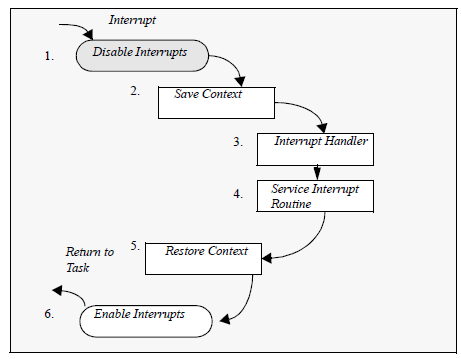 Interrupt
1. Disable Interrupts
2. Save Context
3. Interrupt Handler
4. Service Interrupt
Routine
5. Restore Context
Return to
Task
6. Enable Interrupts